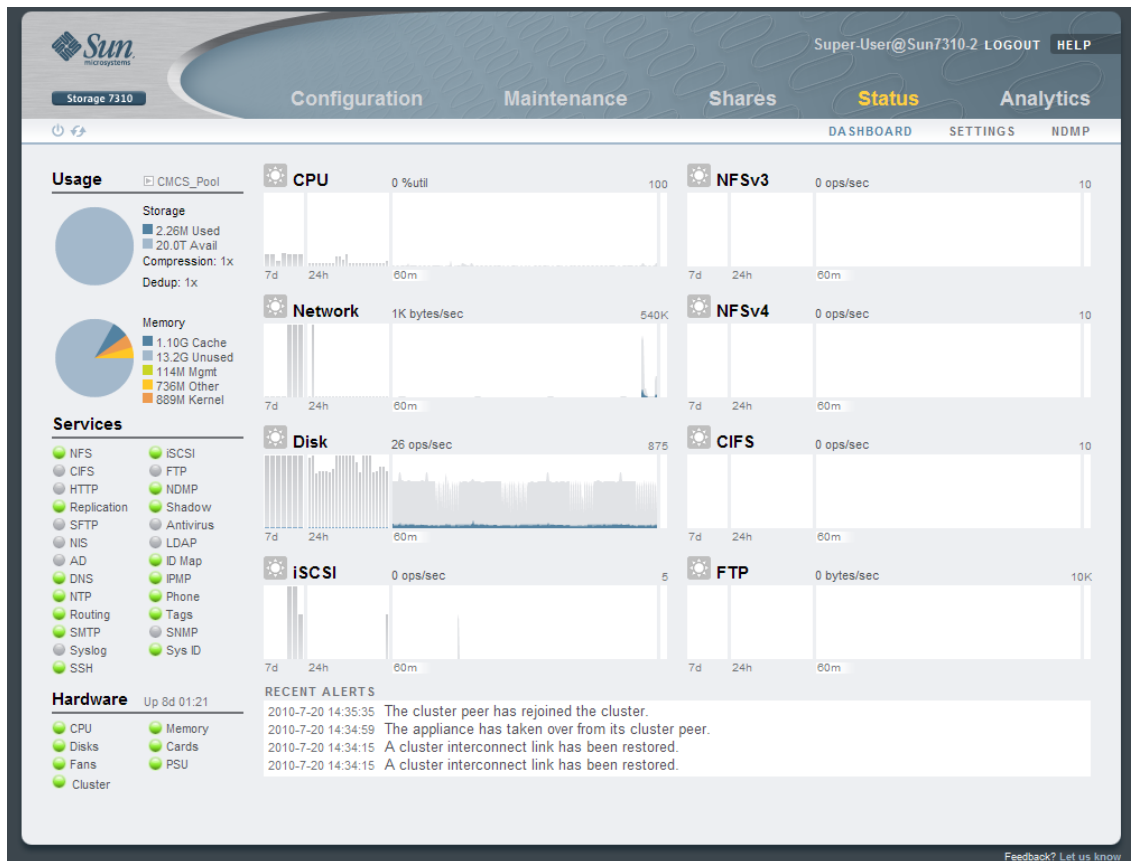 Sun
microsystems
Super-User@Sun7310-2 LOGOUT HELP
Storage 7310
Configuration Maintenance Shares Status Analytics
DASHBOARD SETTINGS NDMP
Usage CMCS_Pool
Storage
2.26M Used
20.0T Avail
Compression: 1x
Dedup: 1x
Memory
1.10G Cache
13.2G Unused
114M Mgmt
736M Other
889M Kernel
Services
NFS iSCSI
CIFS FTP
HTTP NDMP
Replication Shadow
SFTP Antivirus
NIS LDAP
AD ID Map
DNS IPMP
NTP Phone
Routing Tags
SMTP SNMP
Syslog Sys ID
SSH
Hardware Up 8d 01:21
CPU Memory
Disks Cards
Fans PSU
Cluster
CPU 0 %util 100
7d 24h 60m
Network 1K bytes/sec 540K
7d 24h 60m
Disk 26 ops/sec 875
7d 24h 60m
iSCSI 0 ops/sec 5
7d 24h 60m
NFSv3 0 ops/sec 10
7d 24h 60m
NFSv4 0 ops/sec 10
7d 24h 60m
CIFS 0 ops/sec 10
7d 24h 60m
FTP 0 bytes/sec 10K
7d 24h 60m
RECENT ALERTS
2010-7-20 14:35:35 The cluster peer has rejoined the cluster.
2010-7-20 14:34:59 The appliance has taken over from its cluster peer.
2010-7-20 14:34:15 A cluster interconnect link has been restored.
2010-7-20 14:34:15 A cluster interconnect link has been restored.
Feedback? Let us know